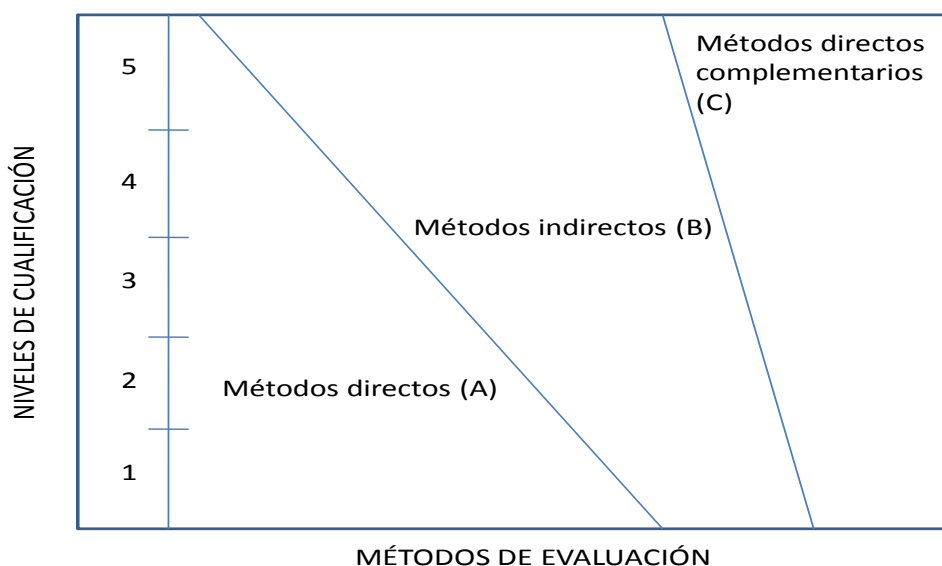 Métodos directos
complementarios
(C)
5
4
Métodos indirectos (B)
3
2
Métodos directos (A)
1
NIVELES DE CUALIFICACIÓN
MÉTODOS DE EVALUACIÓN